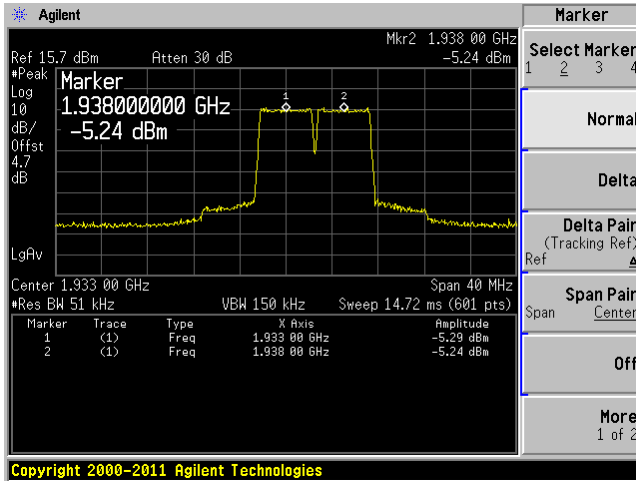 Agilent
Marker
Mkr2 1.938 00 GHz
Ref 15.7 dBm Atten 30 dB -5.24 dBm
#Peak
Log
10
dB/
Offst
4.7
dB
LgAv
Marker
1.938000000 GHz
-5.24 dBm
1 2
Center 1.933 00 GHz Span 40 MHz
#Res BW 51 kHz VBW 150 kHz Sweep 14.72 ms (601 pts)
Marker Trace Type X Axis Amplitude
1 (1) Freq 1.933 00 GHz -5.29 dBm
2 (1) Freq 1.938 00 GHz -5.24 dBm
Select Marker
1 2 3 4
Normal
Delta
Delta Pair
(Tracking Ref)
Ref Δ
Span Pair
Span Center
Off
More
1 of 2
Copyright 2000-2011 Agilent Technologies